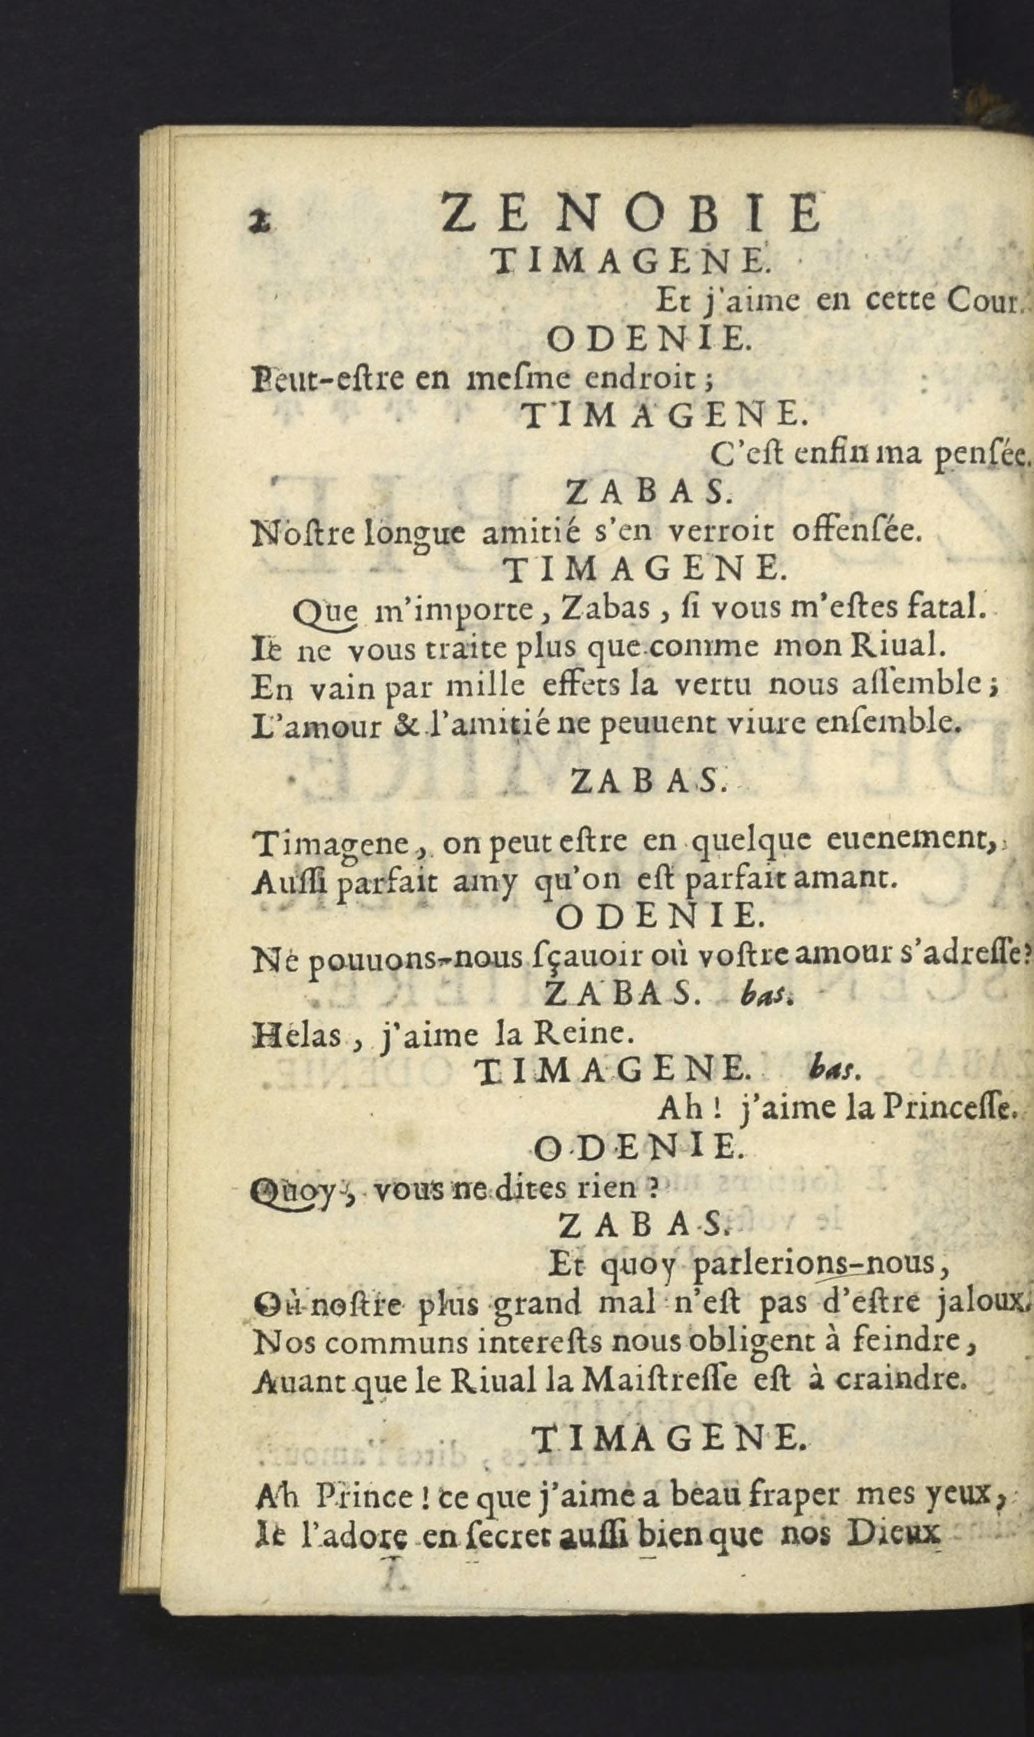 2 ZENOBIE
TIMAGENE.
Et j'aime en cette Cour.
ODENIE.
Peut-eſtre en meſme endroit ;
TIMAGENE.
C'eſt enfin ma penſée.
ZABAS.
Noſtre longue amitié s'en verroit offenſée.
TIMAGENE.
Que m'importe, Zabas, ſi vous m'eſtes fatal.
Ie ne vous traite plus que comme mon Riual.
En vain par mille effets la vertu nous aſſemble ;
L'amour & l'amitié ne peuuent viure enſemble.
ZABAS.
Timagene, on peut eſtre en quelque euenement,
Auſſi parfait amy qu'on eſt parfait amant.
ODENIE.
Ne pouuons-nous ſçauoir où voſtre amour s'adreſſe?
ZABAS. bas.
Helas, j'aime la Reine.
TIMAGENE. bas.
Ah ! j'aime la Princeſſe.
ODENIE.
Quoy, vous ne dites rien ?
ZABAS.
Et quoy parlerions-nous,
Où noſtre plus grand mal n'eſt pas d'eſtre jaloux.
Nos communs intereſts nous obligent à feindre,
Auant que le Riual la Maiſtreſſe eſt à craindre.
TIMAGENE.
Ah Prince ! ce que j'aime a beau fraper mes yeux,
Ie l'adore en ſecret auſſi bien que nos Dieux